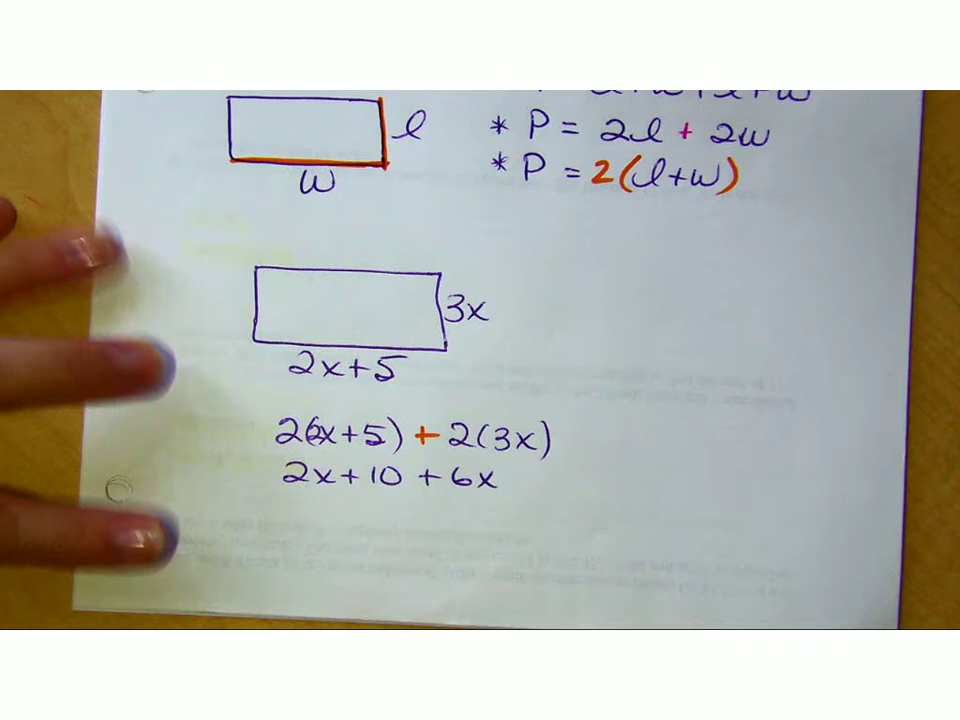 l
* P = 2l + 2w
w
* P = 2(l+w)
3x
2x+5
2(2x+5) + 2(3x)
2x+10 + 6x